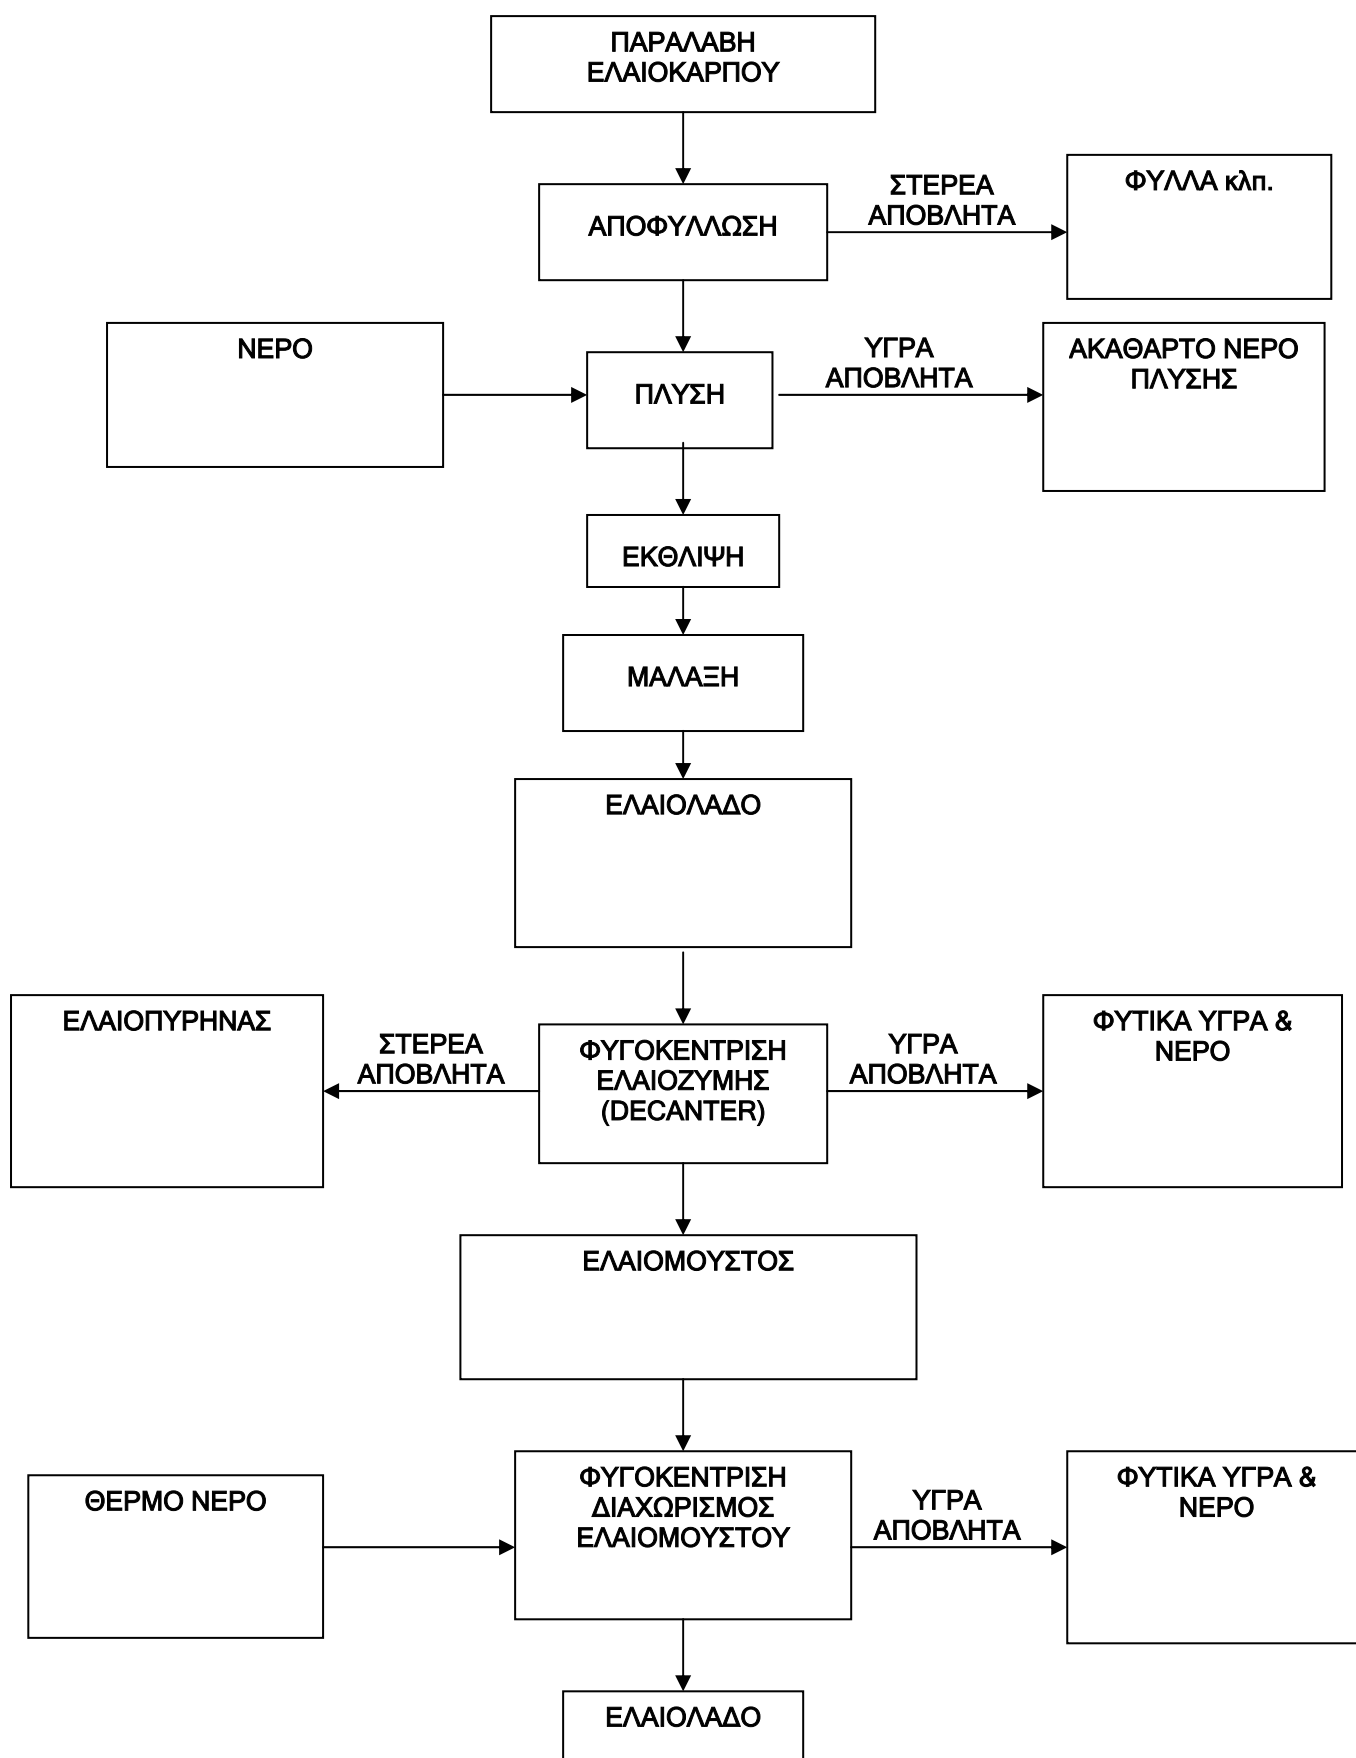 ΠΑΡΑΛΑΒΗ
ΕΛΑΙΟΚΑΡΠΟΥ
ΑΠΟΦΥΛΛΩΣΗ
ΣΤΕΡΕΑ
ΑΠΟΒΛΗΤΑ
ΦΥΛΛΑ κλπ.
ΝΕΡΟ
ΠΛΥΣΗ
ΥΓΡΑ
ΑΠΟΒΛΗΤΑ
ΑΚΑΘΑΡΤΟ ΝΕΡΟ
ΠΛΥΣΗΣ
ΕΚΘΛΙΨΗ
ΜΑΛΑΞΗ
ΕΛΑΙΟΛΑΔΟ
ΕΛΑΙΟΠΥΡΗΝΑΣ
ΣΤΕΡΕΑ
ΑΠΟΒΛΗΤΑ
ΦΥΓΟΚΕΝΤΡΙΣΗ
ΕΛΑΙΟΖΥΜΗΣ
(DECANTER)
ΥΓΡΑ
ΑΠΟΒΛΗΤΑ
ΦΥΤΙΚΑ ΥΓΡΑ &
ΝΕΡΟ
ΕΛΑΙΟΜΟΥΣΤΟΣ
ΘΕΡΜΟ ΝΕΡΟ
ΦΥΓΟΚΕΝΤΡΙΣΗ
ΔΙΑΧΩΡΙΣΜΟΣ
ΕΛΑΙΟΜΟΥΣΤΟΥ
ΥΓΡΑ
ΑΠΟΒΛΗΤΑ
ΦΥΤΙΚΑ ΥΓΡΑ &
ΝΕΡΟ
ΕΛΑΙΟΛΑΔΟ